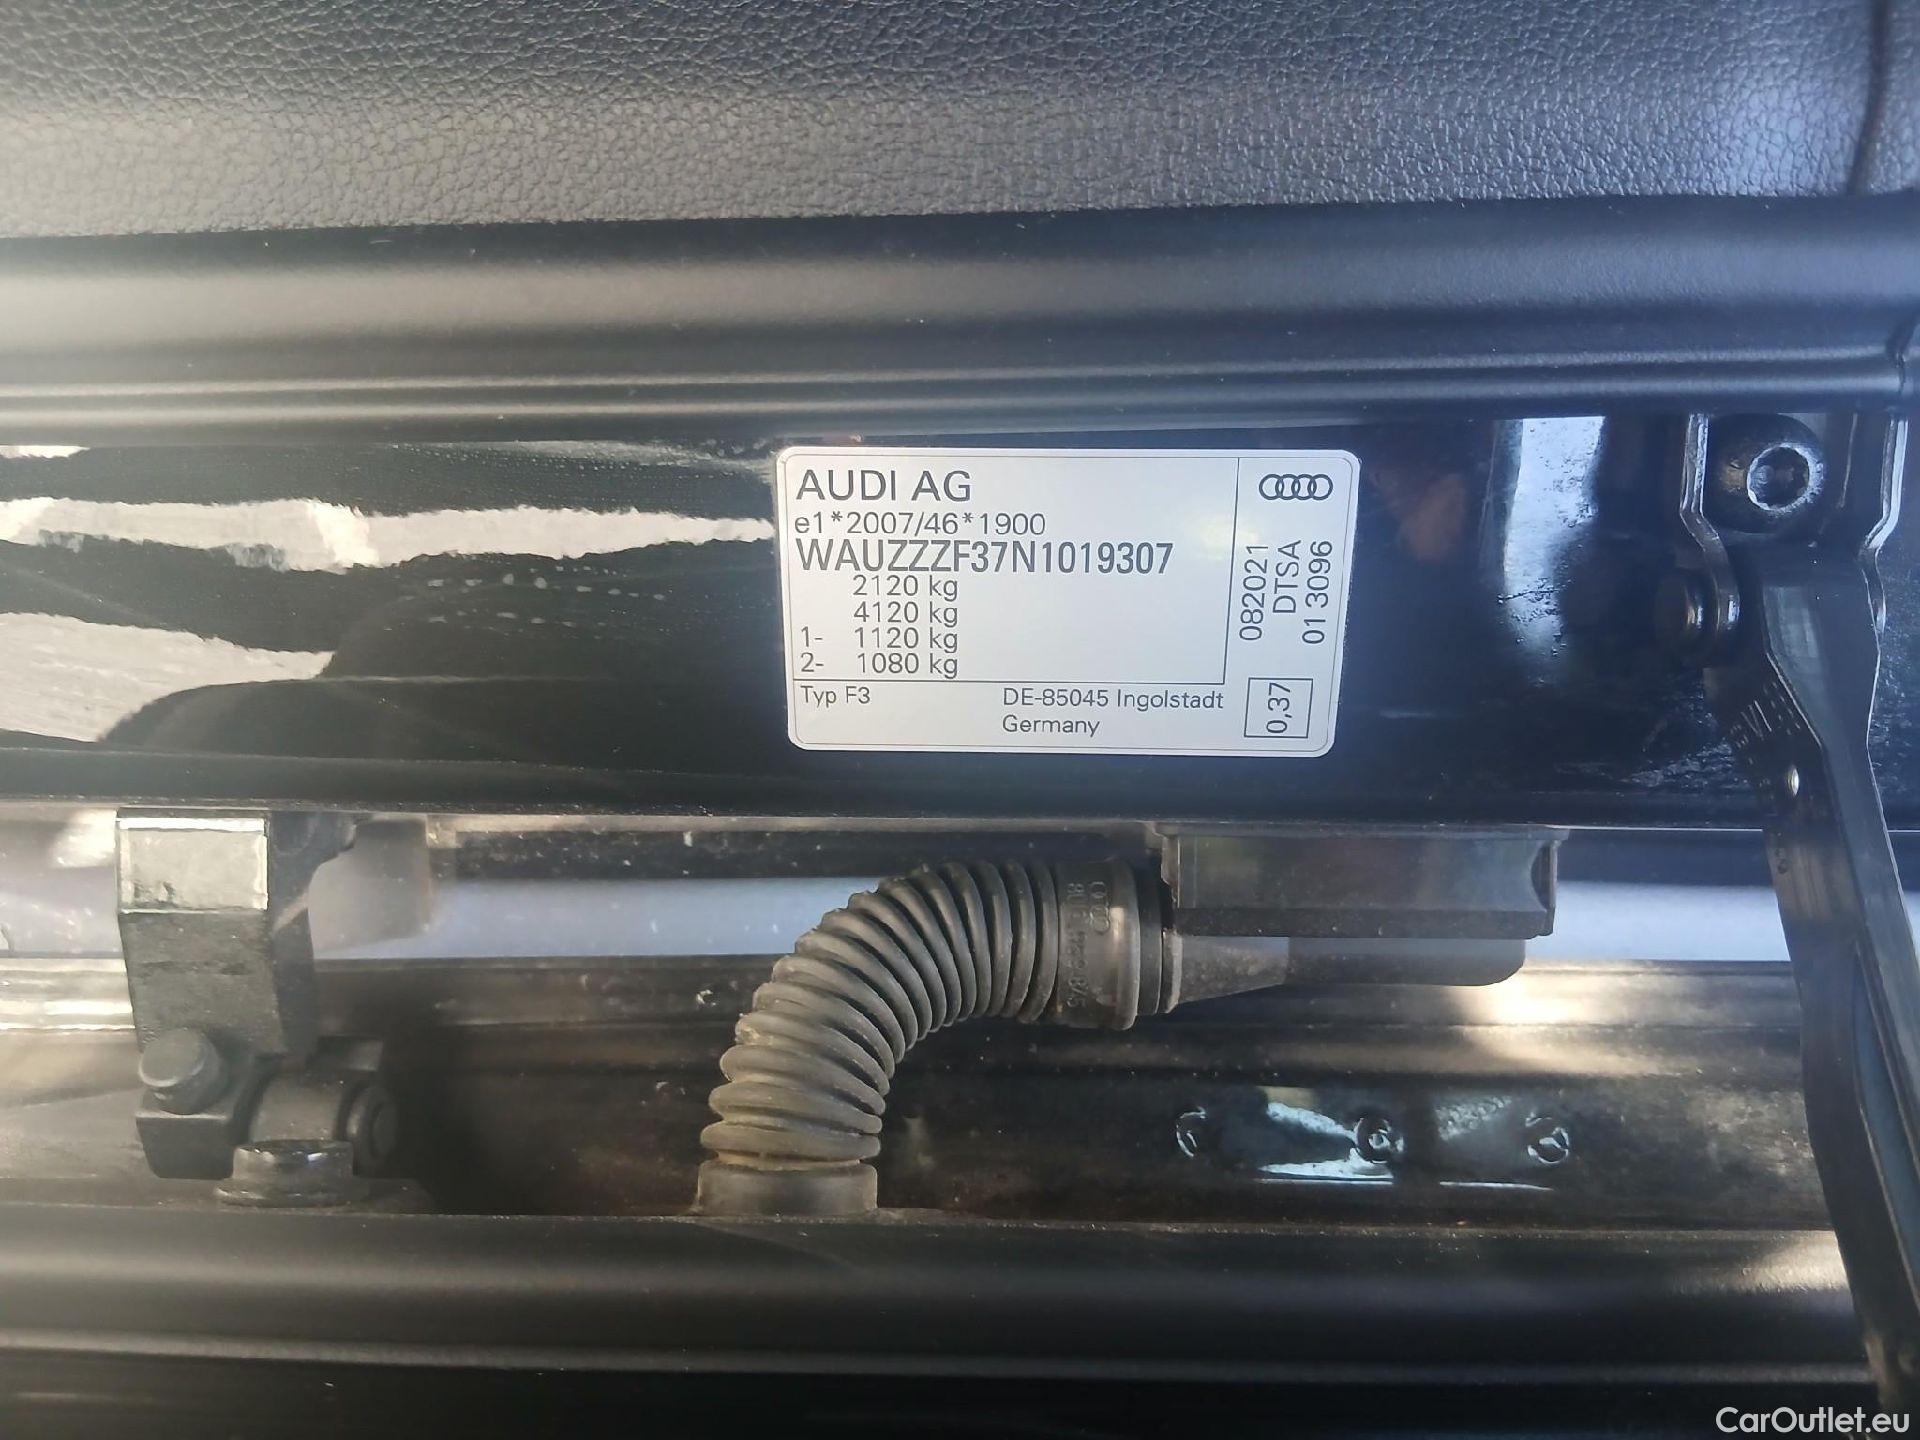 AUDI AG
e1*2007/46*1900
WAUZZZF37N1019307
2120 kg
4120 kg
1- 1120 kg
2- 1080 kg
Typ F3
DE-85045 Ingolstadt
Germany
082021
DTSA
01 3096
0,37
CarOutlet.eu